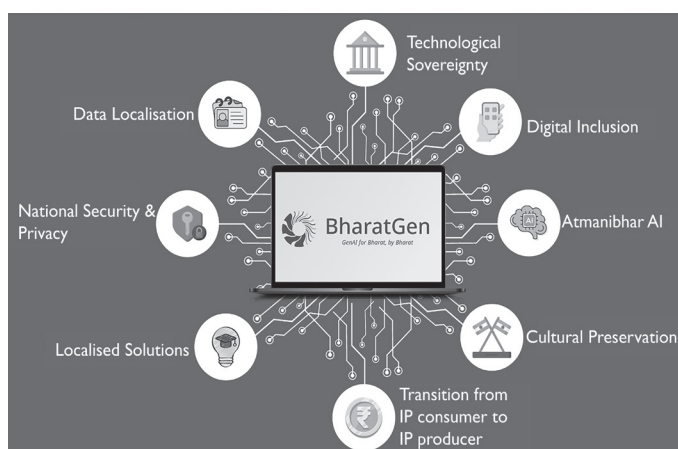 Technological
Sovereignty
Data Localisation
Digital Inclusion
National Security &
Privacy
BharatGen
GenAI for Bharat, by Bharat
Atmanibhar AI
AI
Localised Solutions
Cultural Preservation
₹
Transition from
IP consumer to
IP producer